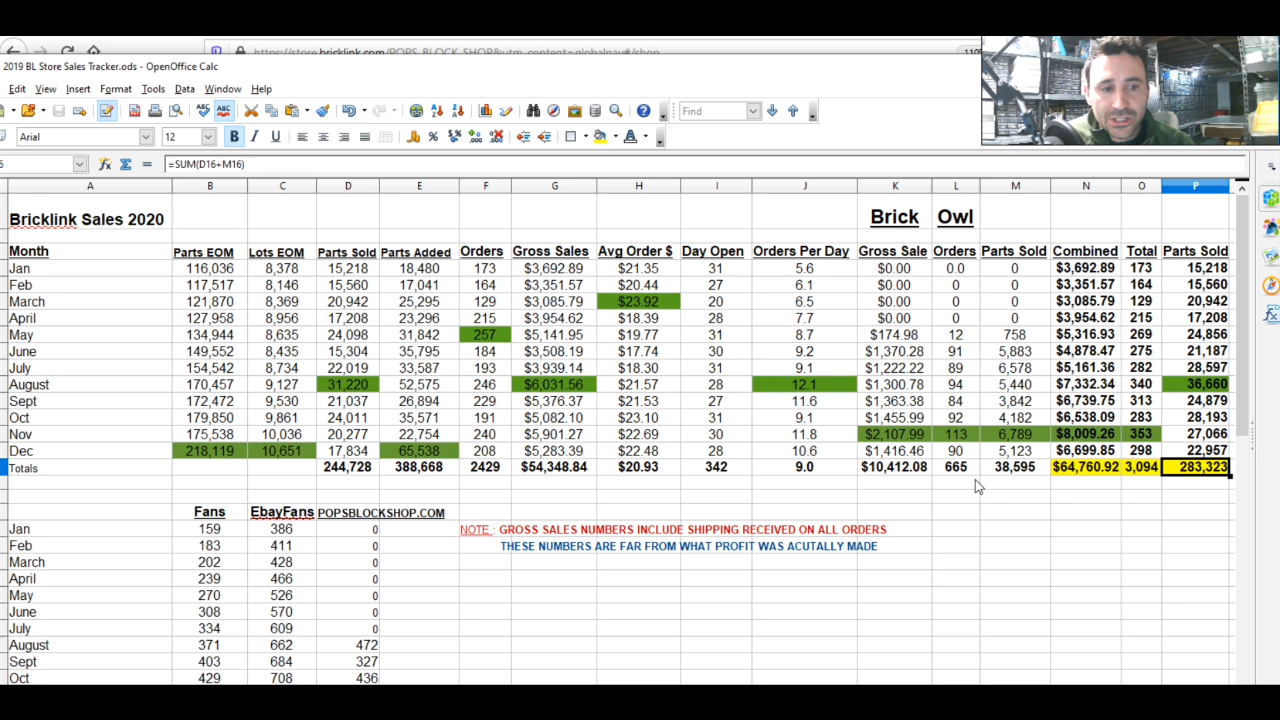 https://store.bricklink.com/POPS_BLOCK_SHOP&utm_content=globalnav#/shop
2019 BL Store Sales Tracker.ods - OpenOffice Calc
Edit View Insert Format Tools Data Window Help
Find
Arial 12
=SUM(D16+M16)
A B C D E F G H I J K L M N O P
Bricklink Sales 2020 Brick Owl
Month Parts EOM Lots EOM Parts Sold Parts Added Orders Gross Sales Avg Order $ Day Open Orders Per Day Gross Sale Orders Parts Sold Combined Total Parts Sold
Jan 116,036 8,378 15,218 18,480 173 $3,692.89 $21.35 31 5.6 $0.00 0.0 0 $3,692.89 173 15,218
Feb 117,517 8,146 15,560 17,041 164 $3,351.57 $20.44 27 6.1 $0.00 0 0 $3,351.57 164 15,560
March 121,870 8,369 20,942 25,295 129 $3,085.79 $23.92 20 6.5 $0.00 0 0 $3,085.79 129 20,942
April 127,958 8,956 17,208 23,296 215 $3,954.62 $18.39 28 7.7 $0.00 0 0 $3,954.62 215 17,208
May 134,944 8,635 24,098 31,842 257 $5,141.95 $19.77 31 8.7 $174.98 12 758 $5,316.93 269 24,856
June 149,552 8,435 15,304 35,795 184 $3,508.19 $17.74 30 9.2 $1,370.28 91 5,883 $4,878.47 275 21,187
July 154,542 8,734 22,019 33,587 193 $3,939.14 $18.30 31 9.1 $1,222.22 89 6,578 $5,161.36 282 28,597
August 170,457 9,127 31,220 52,575 246 $6,031.56 $21.57 28 12.1 $1,300.78 94 5,440 $7,332.34 340 36,660
Sept 172,472 9,530 21,037 26,894 229 $5,376.37 $21.53 27 11.6 $1,363.38 84 3,842 $6,739.75 313 24,879
Oct 179,850 9,861 24,011 35,571 191 $5,082.10 $23.10 31 9.1 $1,455.99 92 4,182 $6,538.09 283 28,193
Nov 175,538 10,036 20,277 22,754 240 $5,901.27 $22.69 30 11.8 $2,107.99 113 6,789 $8,009.26 353 27,066
Dec 218,119 10,651 17,834 65,538 208 $5,283.39 $22.48 28 10.6 $1,416.46 90 5,123 $6,699.85 298 22,957
Totals 244,728 388,668 2429 $54,348.84 $20.93 342 9.0 $10,412.08 665 38,595 $64,760.92 3,094 283,323
Fans EbayFans POPSBLOCKSHOP.COM
Jan 159 386 0 NOTE : GROSS SALES NUMBERS INCLUDE SHIPPING RECEIVED ON ALL ORDERS
Feb 183 411 0 THESE NUMBERS ARE FAR FROM WHAT PROFIT WAS ACUTALLY MADE
March 202 428 0
April 239 466 0
May 270 526 0
June 308 570 0
July 334 609 0
August 371 662 472
Sept 403 684 327
Oct 429 708 436